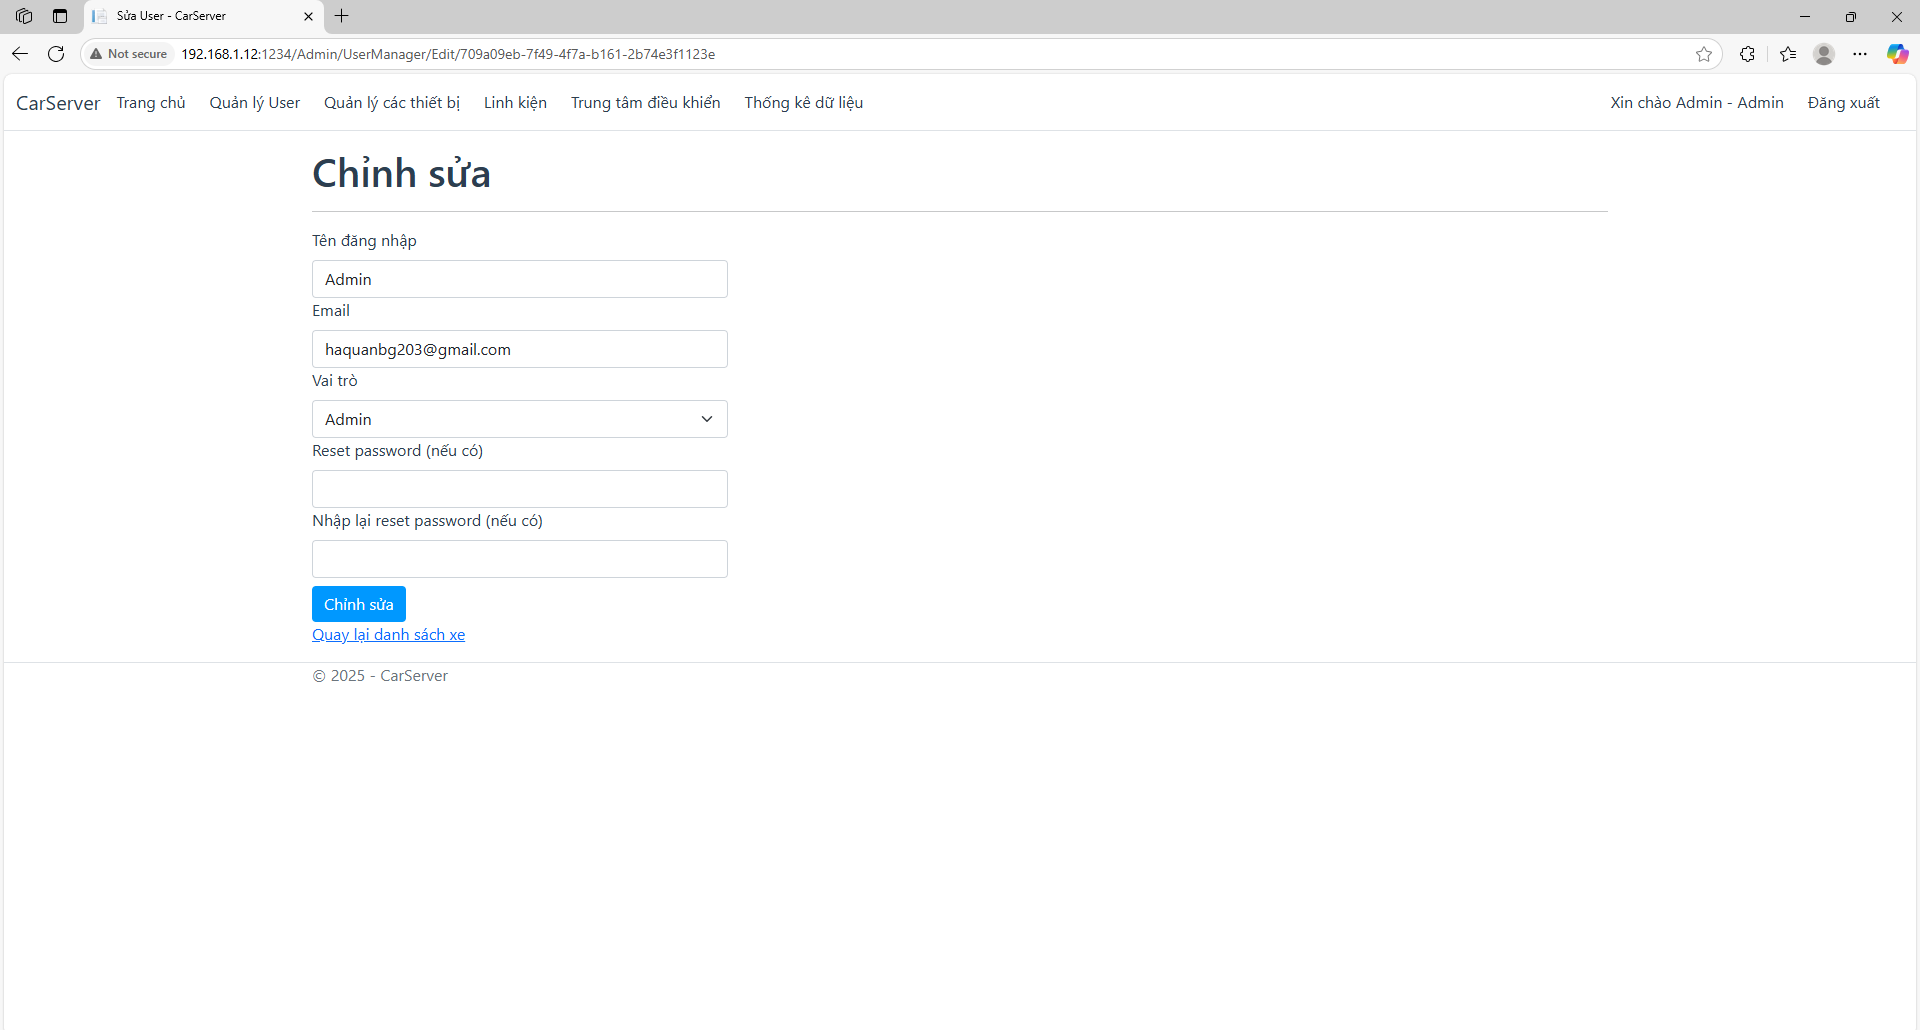 Sửa User - CarServer
Not secure 192.168.1.12:1234/Admin/UserManager/Edit/709a09eb-7f49-4f7a-b161-2b74e3f1123e
CarServer Trang chủ Quản lý User Quản lý các thiết bị Linh kiện Trung tâm điều khiển Thống kê dữ liệu Xin chào Admin - Admin Đăng xuất
Chỉnh sửa
Tên đăng nhập
Admin
Email
haquanbg203@gmail.com
Vai trò
Admin
Reset password (nếu có)
Nhập lại reset password (nếu có)
Chỉnh sửa
Quay lại danh sách xe
© 2025 - CarServer